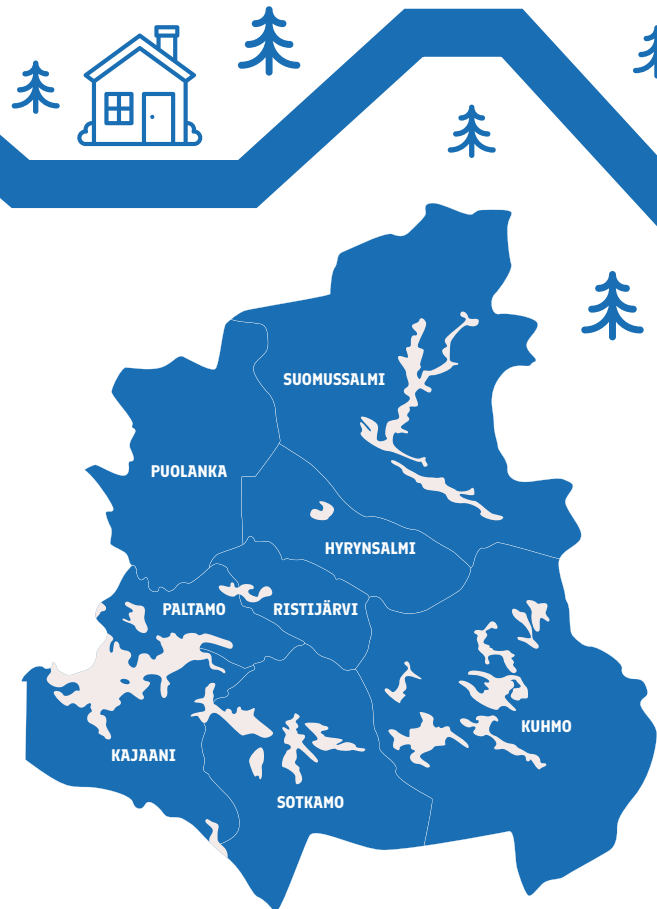 SUOMUSSALMI
PUOLANKA
HYRYNSALMI
PALTAMO
RISTIJÄRVI
KUHMO
KAJAANI
SOTKAMO